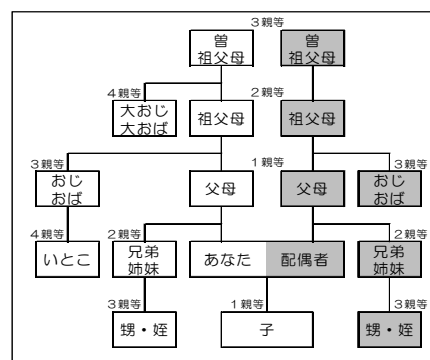 3親等
曽
祖父母
曽
祖父母
4親等
2親等
大おじ
大おば
祖父母
祖父母
3親等
1親等
3親等
おじ
おば
父母
父母
おじ
おば
4親等
2親等
2親等
いとこ
兄弟
姉妹
あなた
配偶者
兄弟
姉妹
3親等
1親等
3親等
甥・姪
子
甥・姪